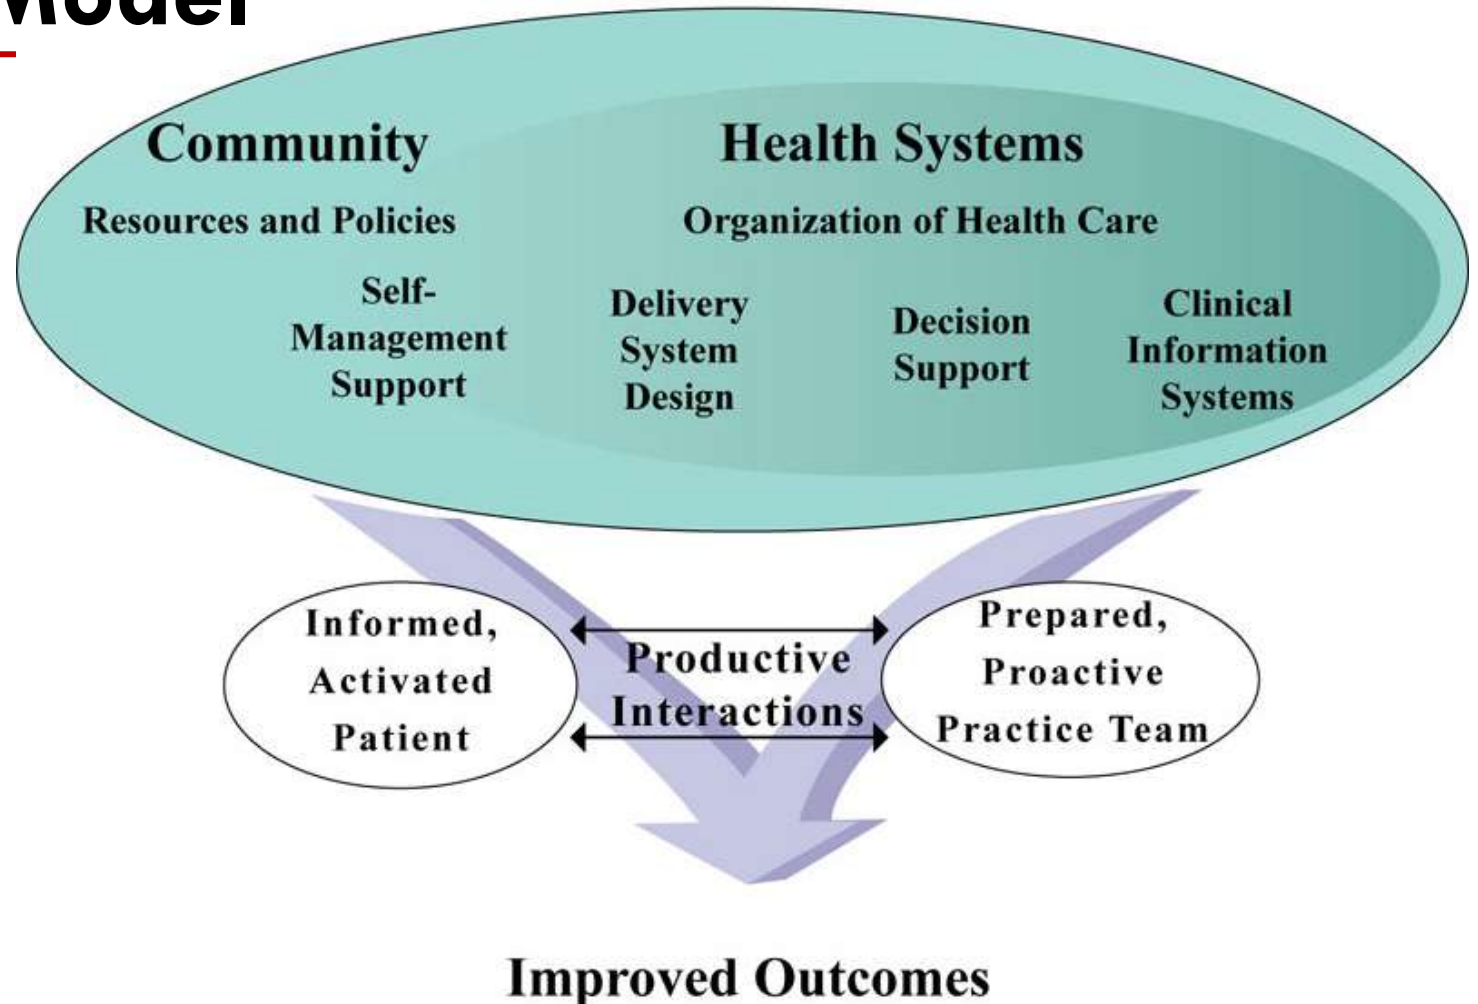 Model
Community
Health Systems
Resources and Policies
Organization of Health Care
Self-
Management
Support
Delivery
System
Design
Decision
Support
Clinical
Information
Systems
Informed,
Activated
Patient
Productive
Interactions
Prepared,
Proactive
Practice Team
Improved Outcomes